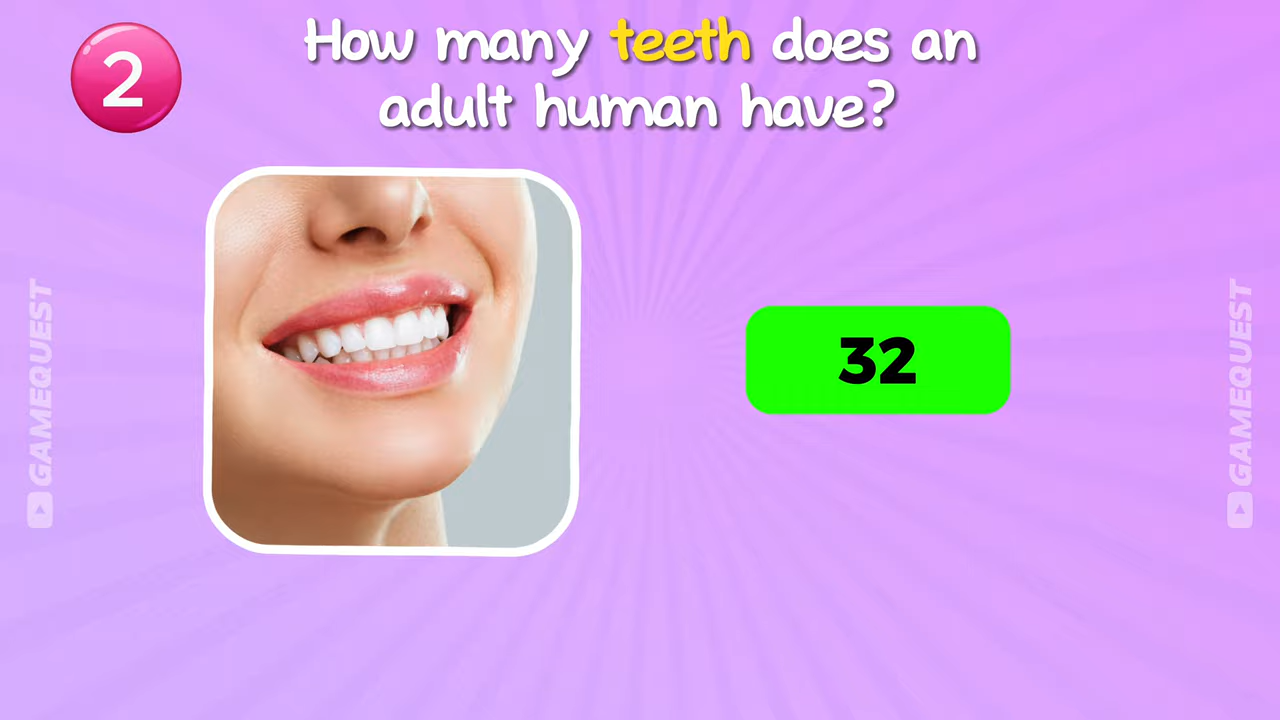 2
How many teeth does an
adult human have?
32
GAMEQUEST
GAMEQUEST